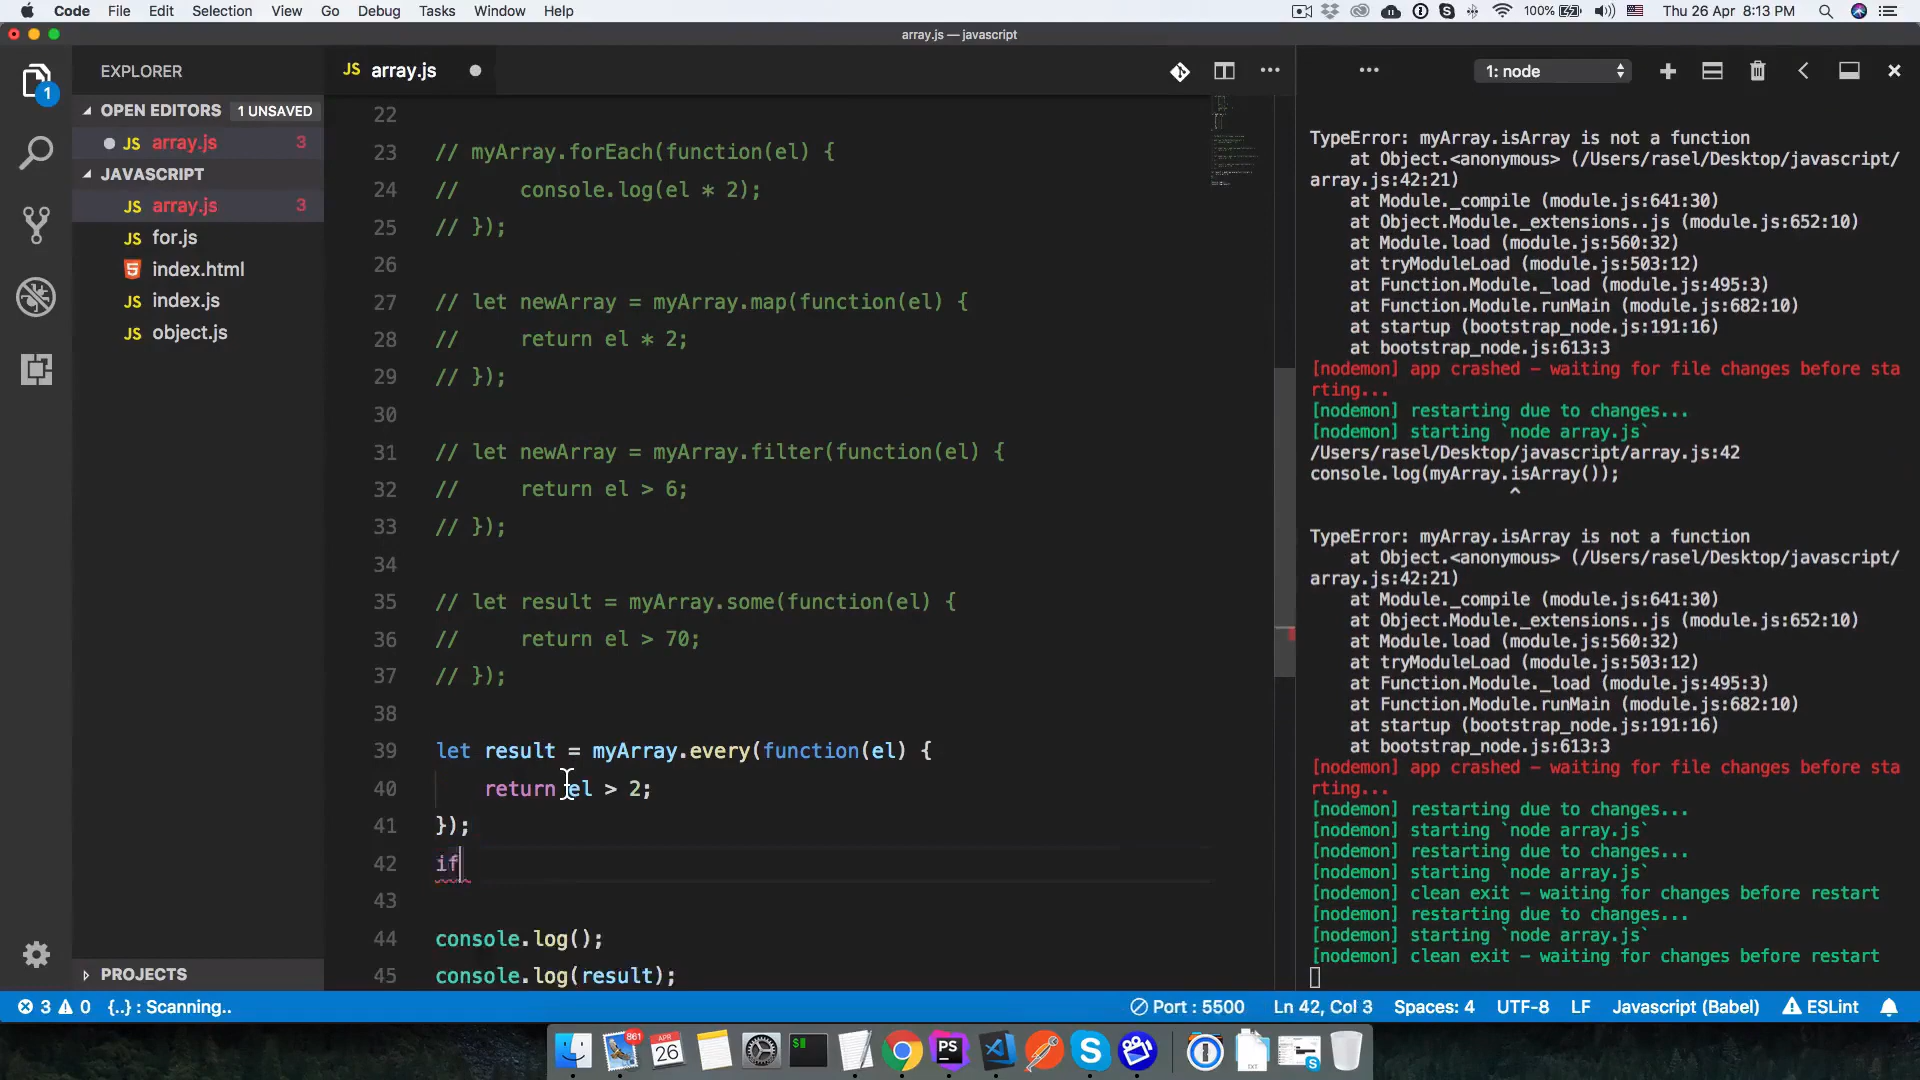 Code File Edit Selection View Go Debug Tasks Window Help
100% Thu 26 Apr 8:13 PM
array.js — javascript
EXPLORER
OPEN EDITORS 1 UNSAVED
JS array.js 3
JAVASCRIPT
JS array.js 3
JS for.js
index.html
JS index.js
JS object.js
PROJECTS
1
JS array.js
22
23 // myArray.forEach(function(el) {
24 //     console.log(el * 2);
25 // });
26
27 // let newArray = myArray.map(function(el) {
28 //     return el * 2;
29 // });
30
31 // let newArray = myArray.filter(function(el) {
32 //     return el > 6;
33 // });
34
35 // let result = myArray.some(function(el) {
36 //     return el > 70;
37 // });
38
39 let result = myArray.every(function(el) {
40     return el > 2;
41 });
42 if
43
44 console.log();
45 console.log(result);
1: node
TypeError: myArray.isArray is not a function
    at Object.<anonymous> (/Users/rasel/Desktop/javascript/
array.js:42:21)
    at Module._compile (module.js:641:30)
    at Object.Module._extensions..js (module.js:652:10)
    at Module.load (module.js:560:32)
    at tryModuleLoad (module.js:503:12)
    at Function.Module._load (module.js:495:3)
    at Function.Module.runMain (module.js:682:10)
    at startup (bootstrap_node.js:191:16)
    at bootstrap_node.js:613:3
[nodemon] app crashed - waiting for file changes before sta
rting...
[nodemon] restarting due to changes...
[nodemon] starting `node array.js`
/Users/rasel/Desktop/javascript/array.js:42
console.log(myArray.isArray());
                    ^
TypeError: myArray.isArray is not a function
    at Object.<anonymous> (/Users/rasel/Desktop/javascript/
array.js:42:21)
    at Module._compile (module.js:641:30)
    at Object.Module._extensions..js (module.js:652:10)
    at Module.load (module.js:560:32)
    at tryModuleLoad (module.js:503:12)
    at Function.Module._load (module.js:495:3)
    at Function.Module.runMain (module.js:682:10)
    at startup (bootstrap_node.js:191:16)
    at bootstrap_node.js:613:3
[nodemon] app crashed - waiting for file changes before sta
rting...
[nodemon] restarting due to changes...
[nodemon] starting `node array.js`
[nodemon] restarting due to changes...
[nodemon] starting `node array.js`
[nodemon] clean exit - waiting for changes before restart
[nodemon] restarting due to changes...
[nodemon] starting `node array.js`
[nodemon] clean exit - waiting for changes before restart
3 0 {..} : Scanning.. Port : 5500 Ln 42, Col 3 Spaces: 4 UTF-8 LF Javascript (Babel) ESLint
861
APR
26
$
PS
S
TXT
S